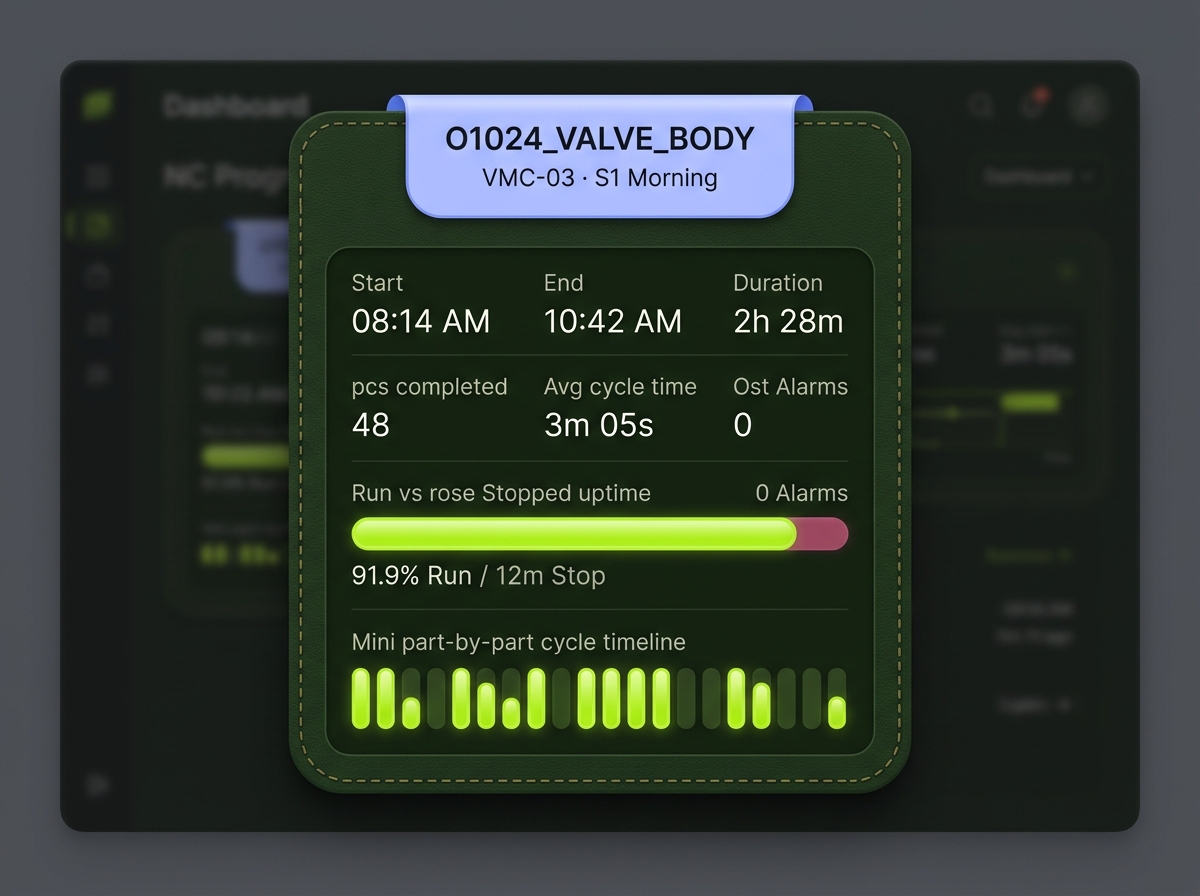 Dashboard
NC Progr
Dashboard
O1024_VALVE_BODY
VMC-03 · S1 Morning
Start End Duration
08:14 AM 10:42 AM 2h 28m
pcs completed Avg cycle time Ost Alarms
48 3m 05s 0
Run vs rose Stopped uptime 0 Alarms
91.9% Run / 12m Stop
Mini part-by-part cycle timeline